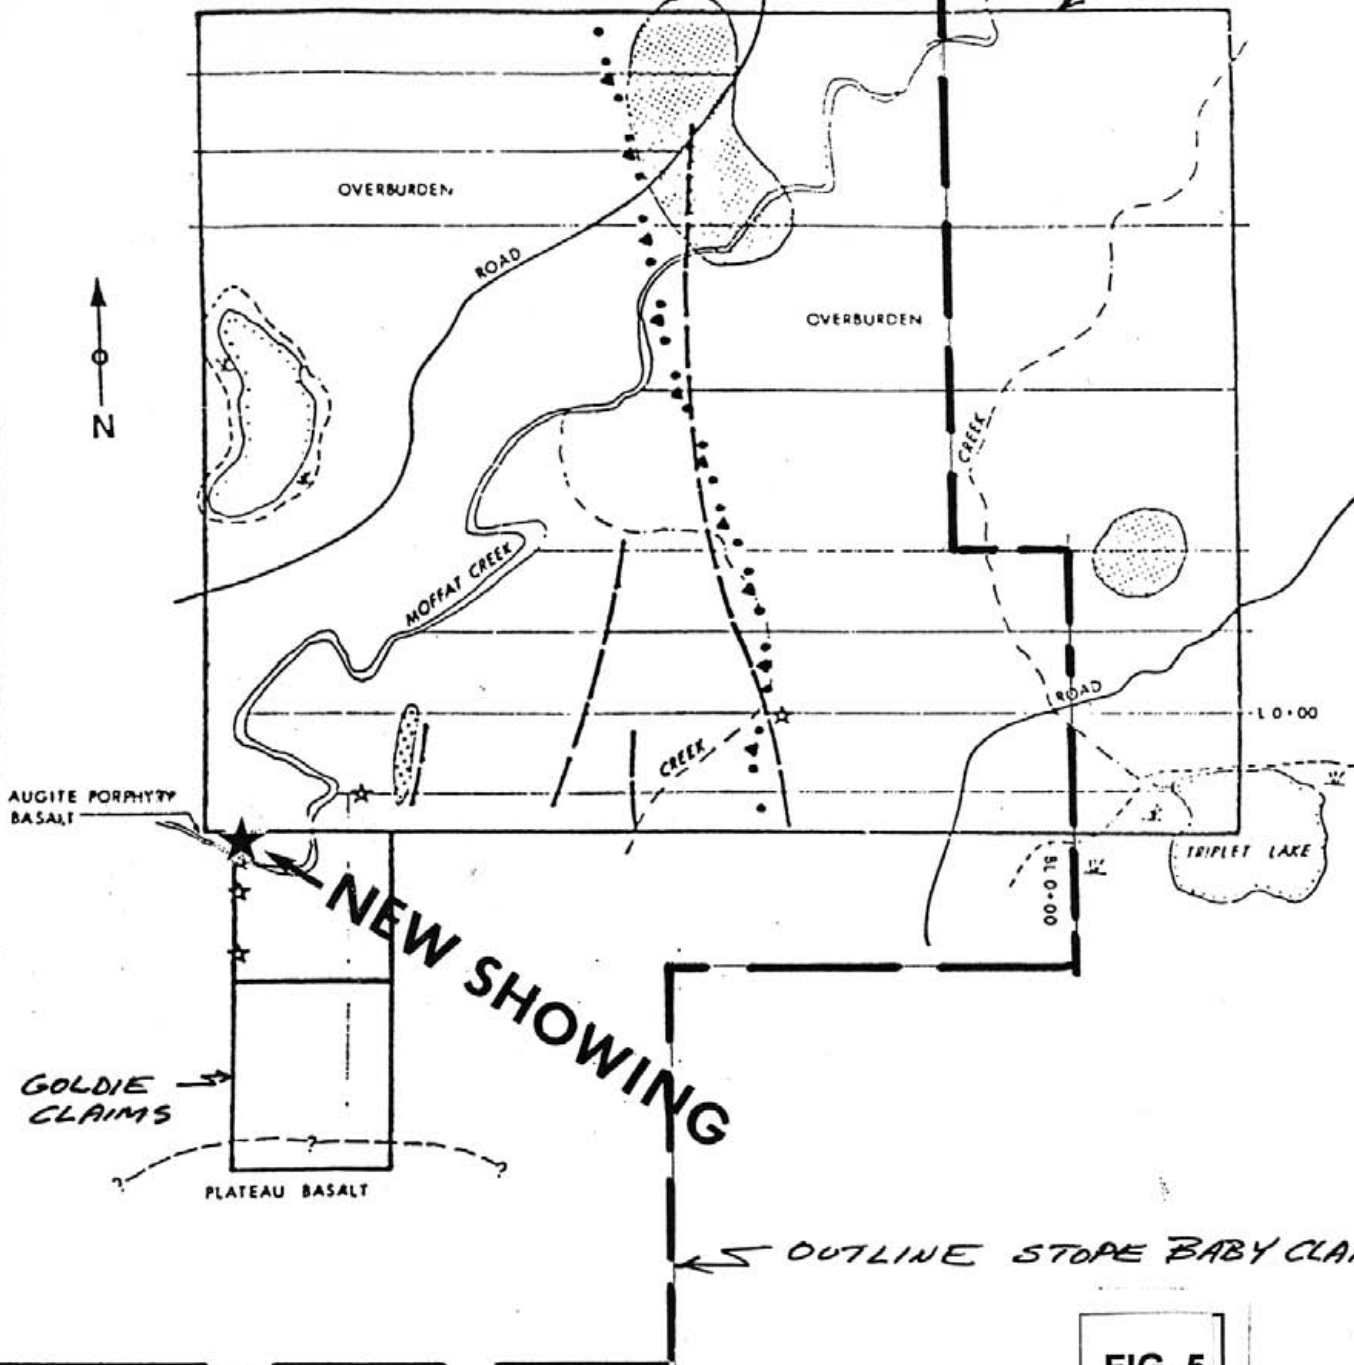 OVERBURDEN
ROAD
OVERBURDEN
N
CREEK
MOFFAT CREEK
ROAD
L 0+00
CREEK
AUGITE PORPHYRY
BASALT
TRIPLET LAKE
BL 0+00
NEW SHOWING
GOLDIE
CLAIMS
? ? ?
PLATEAU BASALT
OUTLINE STOPE BABY CLA
FIG. 5